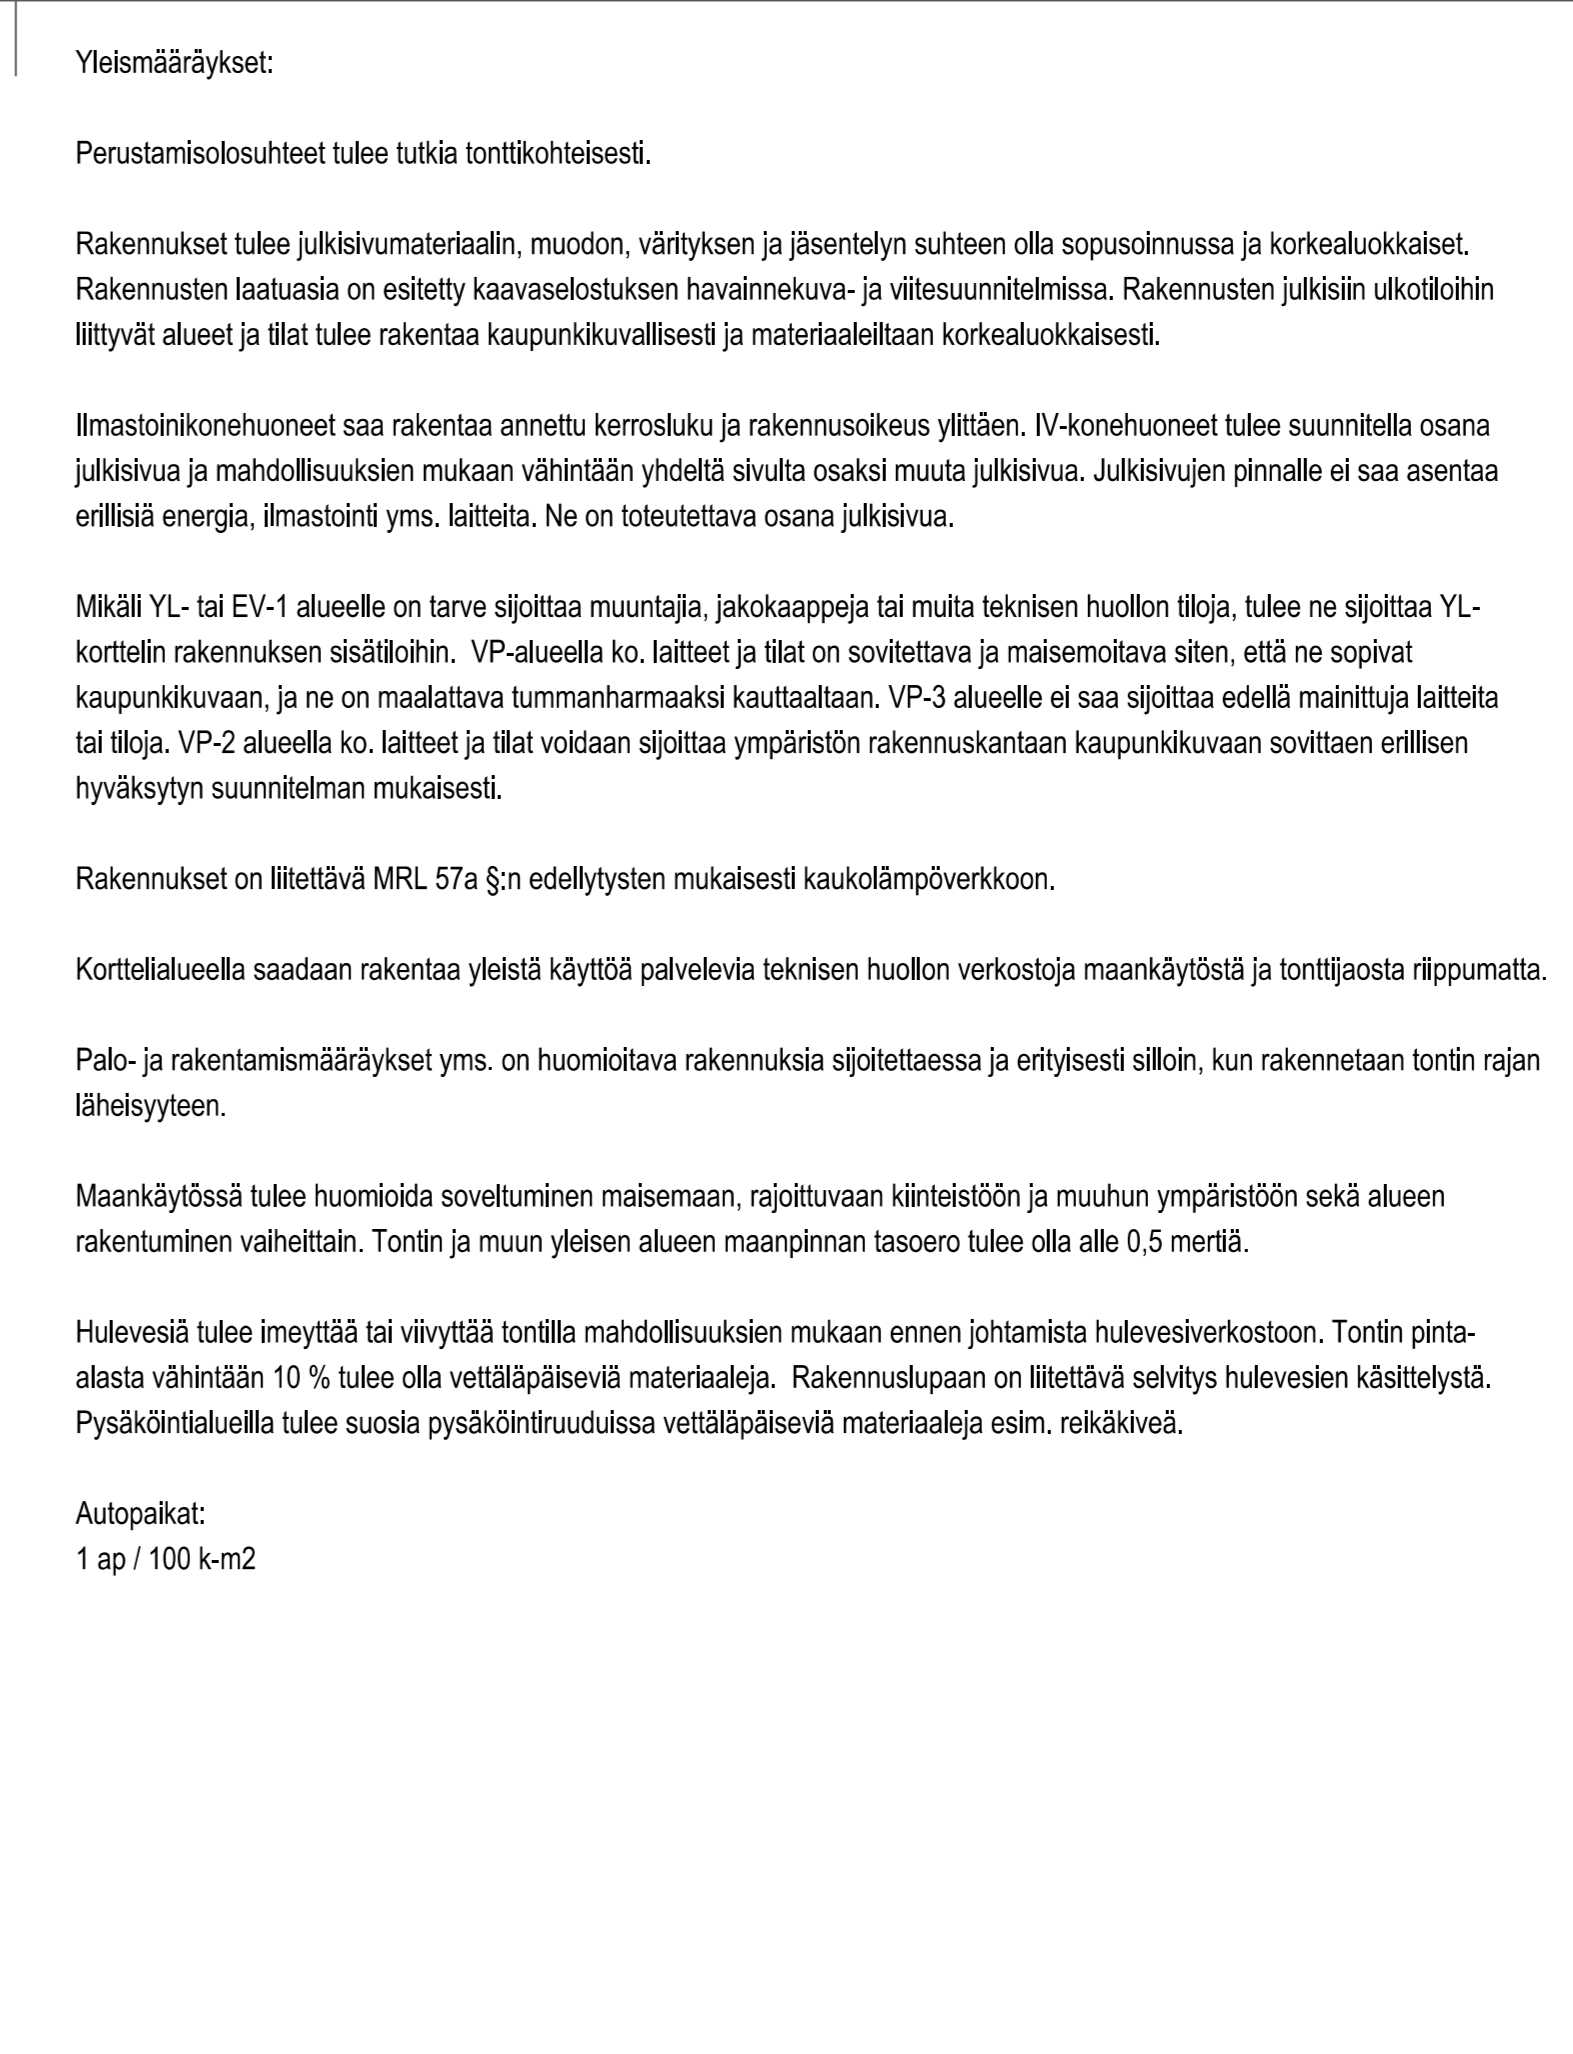 Yleismääräykset:
Perustamisolosuhteet tulee tutkia tonttikohteisesti.
Rakennukset tulee julkisivumateriaalin, muodon, värityksen ja jäsentelyn suhteen olla sopusoinnussa ja korkealuokkaiset.
Rakennusten laatuasia on esitetty kaavaselostuksen havainnekuva- ja viitesuunnitelmissa. Rakennusten julkisiin ulkotiloihin
liittyvät alueet ja tilat tulee rakentaa kaupunkikuvallisesti ja materiaaleiltaan korkealuokkaisesti.
Ilmastoinikonehuoneet saa rakentaa annettu kerrosluku ja rakennusoikeus ylittäen. IV-konehuoneet tulee suunnitella osana
julkisivua ja mahdollisuuksien mukaan vähintään yhdeltä sivulta osaksi muuta julkisivua. Julkisivujen pinnalle ei saa asentaa
erillisiä energia, ilmastointi yms. laitteita. Ne on toteutettava osana julkisivua.
Mikäli YL- tai EV-1 alueelle on tarve sijoittaa muuntajia, jakokaappeja tai muita teknisen huollon tiloja, tulee ne sijoittaa YL-
korttelin rakennuksen sisätiloihin.  VP-alueella ko. laitteet ja tilat on sovitettava ja maisemoitava siten, että ne sopivat
kaupunkikuvaan, ja ne on maalattava tummanharmaaksi kauttaaltaan. VP-3 alueelle ei saa sijoittaa edellä mainittuja laitteita
tai tiloja. VP-2 alueella ko. laitteet ja tilat voidaan sijoittaa ympäristön rakennuskantaan kaupunkikuvaan sovittaen erillisen
hyväksytyn suunnitelman mukaisesti.
Rakennukset on liitettävä MRL 57a §:n edellytysten mukaisesti kaukolämpöverkkoon.
Korttelialueella saadaan rakentaa yleistä käyttöä palvelevia teknisen huollon verkostoja maankäytöstä ja tonttijaosta riippumatta.
Palo- ja rakentamismääräykset yms. on huomioitava rakennuksia sijoitettaessa ja erityisesti silloin, kun rakennetaan tontin rajan
läheisyyteen.
Maankäytössä tulee huomioida soveltuminen maisemaan, rajoittuvaan kiinteistöön ja muuhun ympäristöön sekä alueen
rakentuminen vaiheittain. Tontin ja muun yleisen alueen maanpinnan tasoero tulee olla alle 0,5 mertiä.
Hulevesiä tulee imeyttää tai viivyttää tontilla mahdollisuuksien mukaan ennen johtamista hulevesiverkostoon. Tontin pinta-
alasta vähintään 10 % tulee olla vettäläpäiseviä materiaaleja.  Rakennuslupaan on liitettävä selvitys hulevesien käsittelystä.
Pysäköintialueilla tulee suosia pysäköintiruuduissa vettäläpäiseviä materiaaleja esim. reikäkiveä.
Autopaikat:
1 ap / 100 k-m2